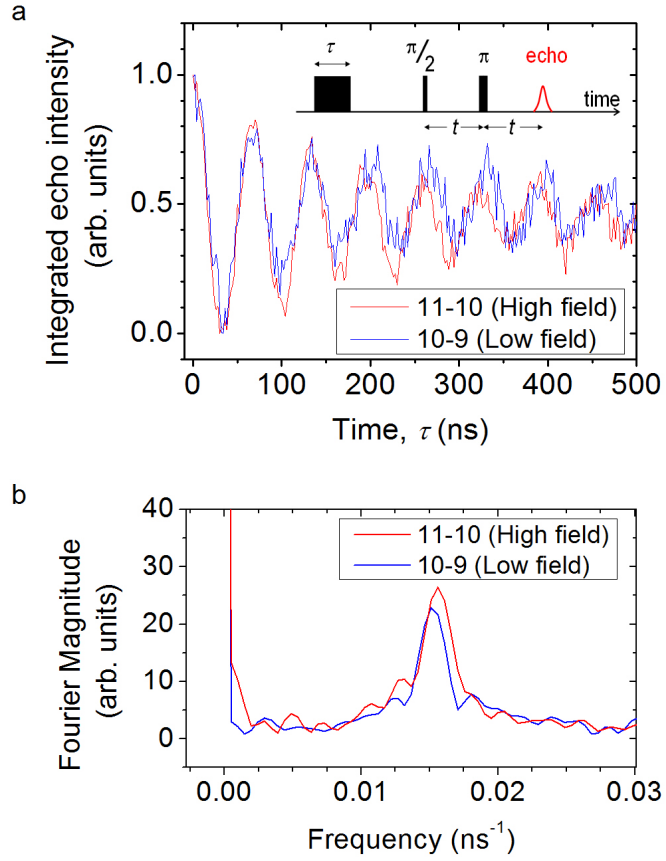 a
Integrated echo intensity
(arb. units)
1.0
0.5
0.0
τ
π/2
π
echo
time
t
t
11-10 (High field)
10-9 (Low field)
0
100
200
300
400
500
Time, τ (ns)
b
Fourier Magnitude
(arb. units)
40
30
20
10
0
11-10 (High field)
10-9 (Low field)
0.00
0.01
0.02
0.03
Frequency (ns⁻¹)